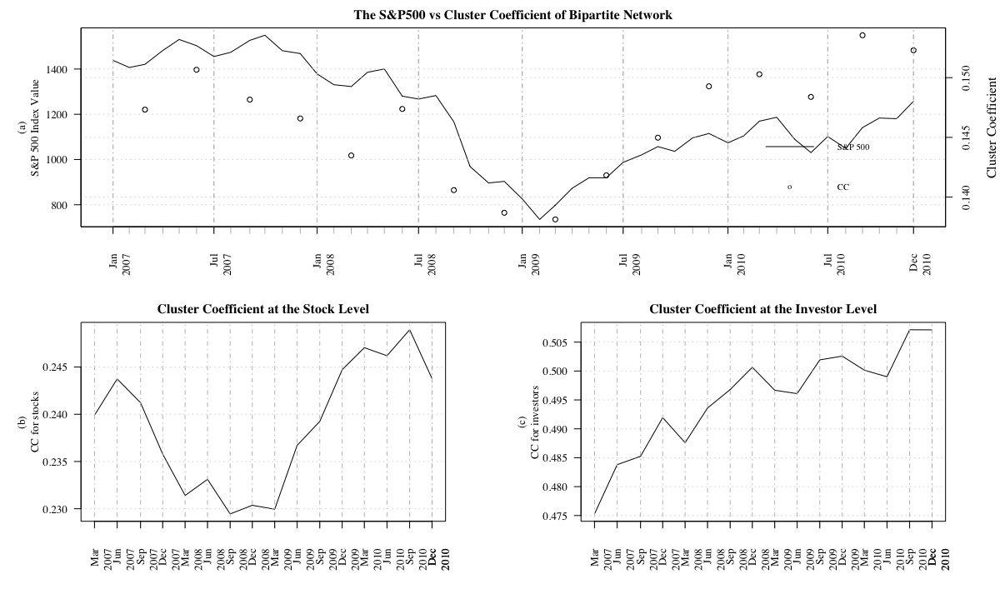 The S&P500 vs Cluster Coefficient of Bipartite Network
(a)
S&P 500 Index Value
1400
1200
1000
800
0.150
0.145
0.140
Cluster Coefficient
S&P 500
o CC
Jan 2007
Jul 2007
Jan 2008
Jul 2008
Jan 2009
Jul 2009
Jan 2010
Jul 2010
Dec 2010
Cluster Coefficient at the Stock Level
(b)
CC for stocks
0.245
0.240
0.235
0.230
Mar 2007
Jun 2007
Sep 2007
Dec 2007
Mar 2008
Jun 2008
Sep 2008
Dec 2008
Mar 2009
Jun 2009
Sep 2009
Dec 2009
Mar 2010
Jun 2010
Sep 2010
Dec 2010
Cluster Coefficient at the Investor Level
(c)
CC for investors
0.505
0.500
0.495
0.490
0.485
0.480
0.475
Mar 2007
Jun 2007
Sep 2007
Dec 2007
Mar 2008
Jun 2008
Sep 2008
Dec 2008
Mar 2009
Jun 2009
Sep 2009
Dec 2009
Mar 2010
Jun 2010
Sep 2010
Dec 2010